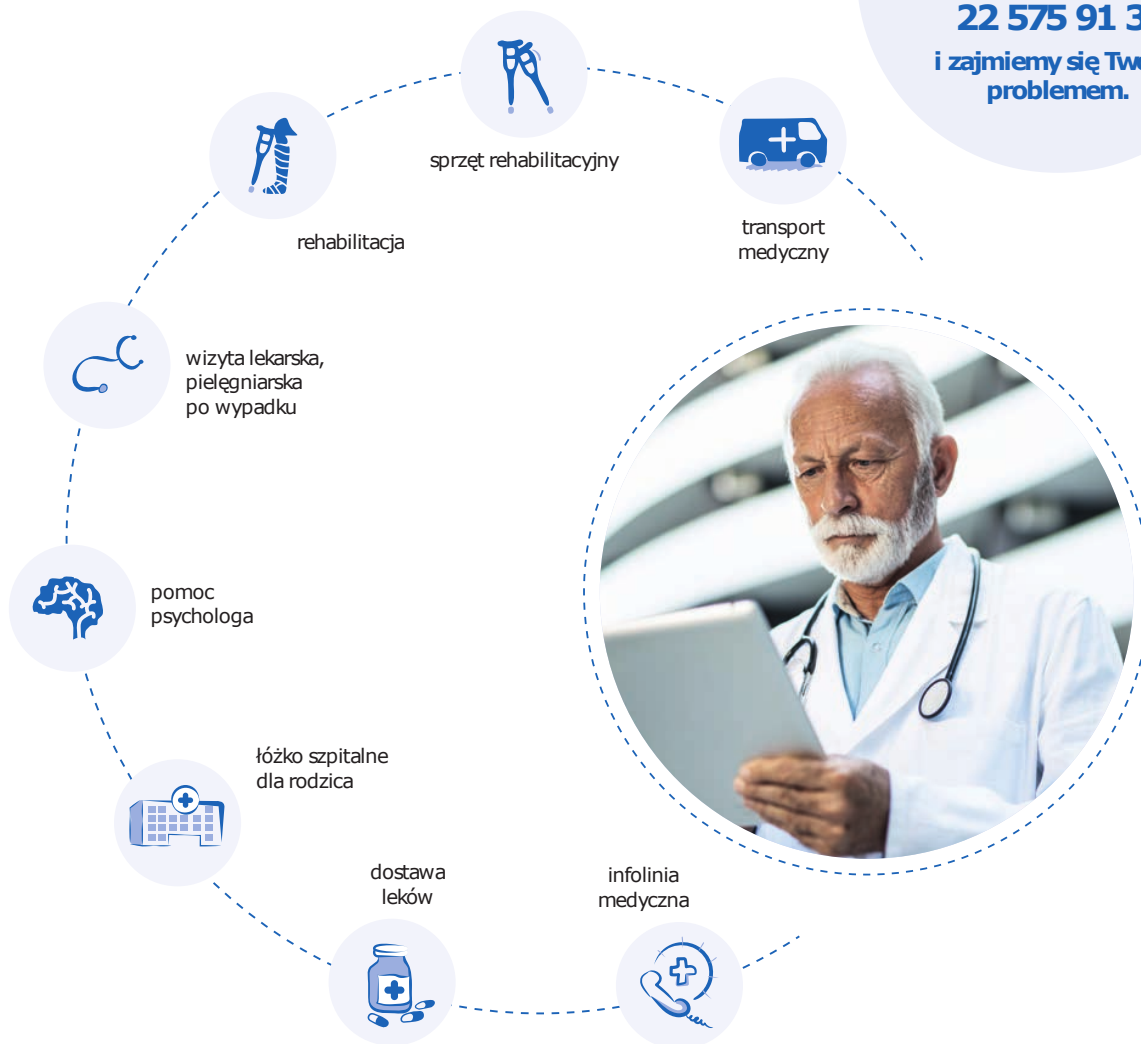 22 575 91 3
i zajmiemy się
problemem.
sprzęt rehabilitacyjny
transport
medyczny
rehabilitacja
wizyta lekarska,
pielęgniarska
po wypadku
pomoc
psychologa
łóżko szpitalne
dla rodzica
dostawa
leków
infolinia
medyczna